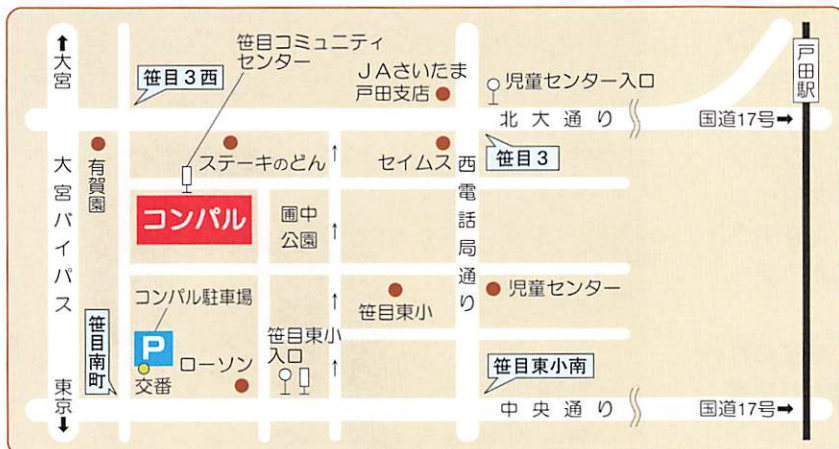 ↑大宮
大宮バイパス
東京↓
笹目3西
笹目コミュニティ
センター
JAさいたま
戸田支店
児童センター入口
戸田駅
北大通り
国道17号➡
有賀園
ステーキのどん
セイムス
笹目3
西電話局通り
コンパル
圃中
公園
コンパル駐車場
P
交番
ローソン
笹目東小
入口
笹目東小
児童センター
笹目南町
笹目東小南
中央通り
国道17号➡